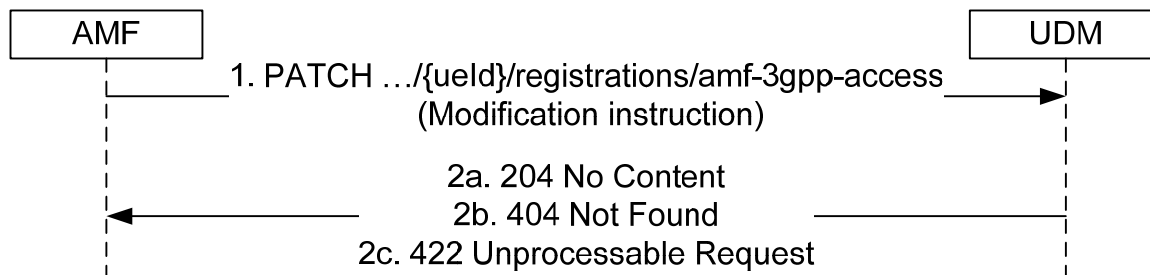 AMF
UDM
1. PATCH …/{ueId}/registrations/amf-3gpp-access
(Modification instruction)
2a. 204 No Content
2b. 404 Not Found
2c. 422 Unprocessable Request